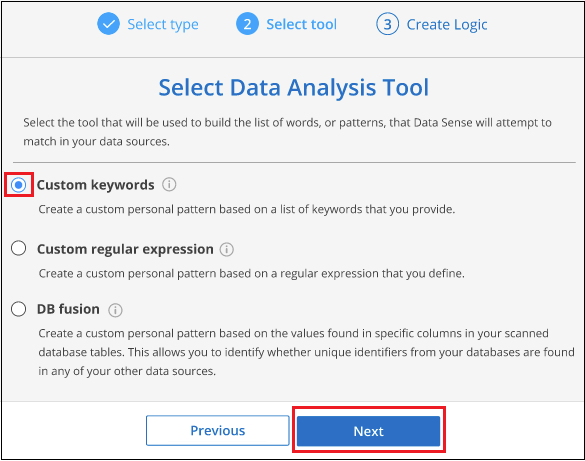 Select type 2 Select tool 3 Create Logic
Select Data Analysis Tool
Select the tool that will be used to build the list of words, or patterns, that Data Sense will attempt to
match in your data sources.
Custom keywords i
Create a custom personal pattern based on a list of keywords that you provide.
Custom regular expression i
Create a custom personal pattern based on a regular expression that you define.
DB fusion i
Create a custom personal pattern based on the values found in specific columns in your scanned
database tables. This allows you to identify whether unique identifiers from your databases are found
in any of your other data sources.
Previous Next